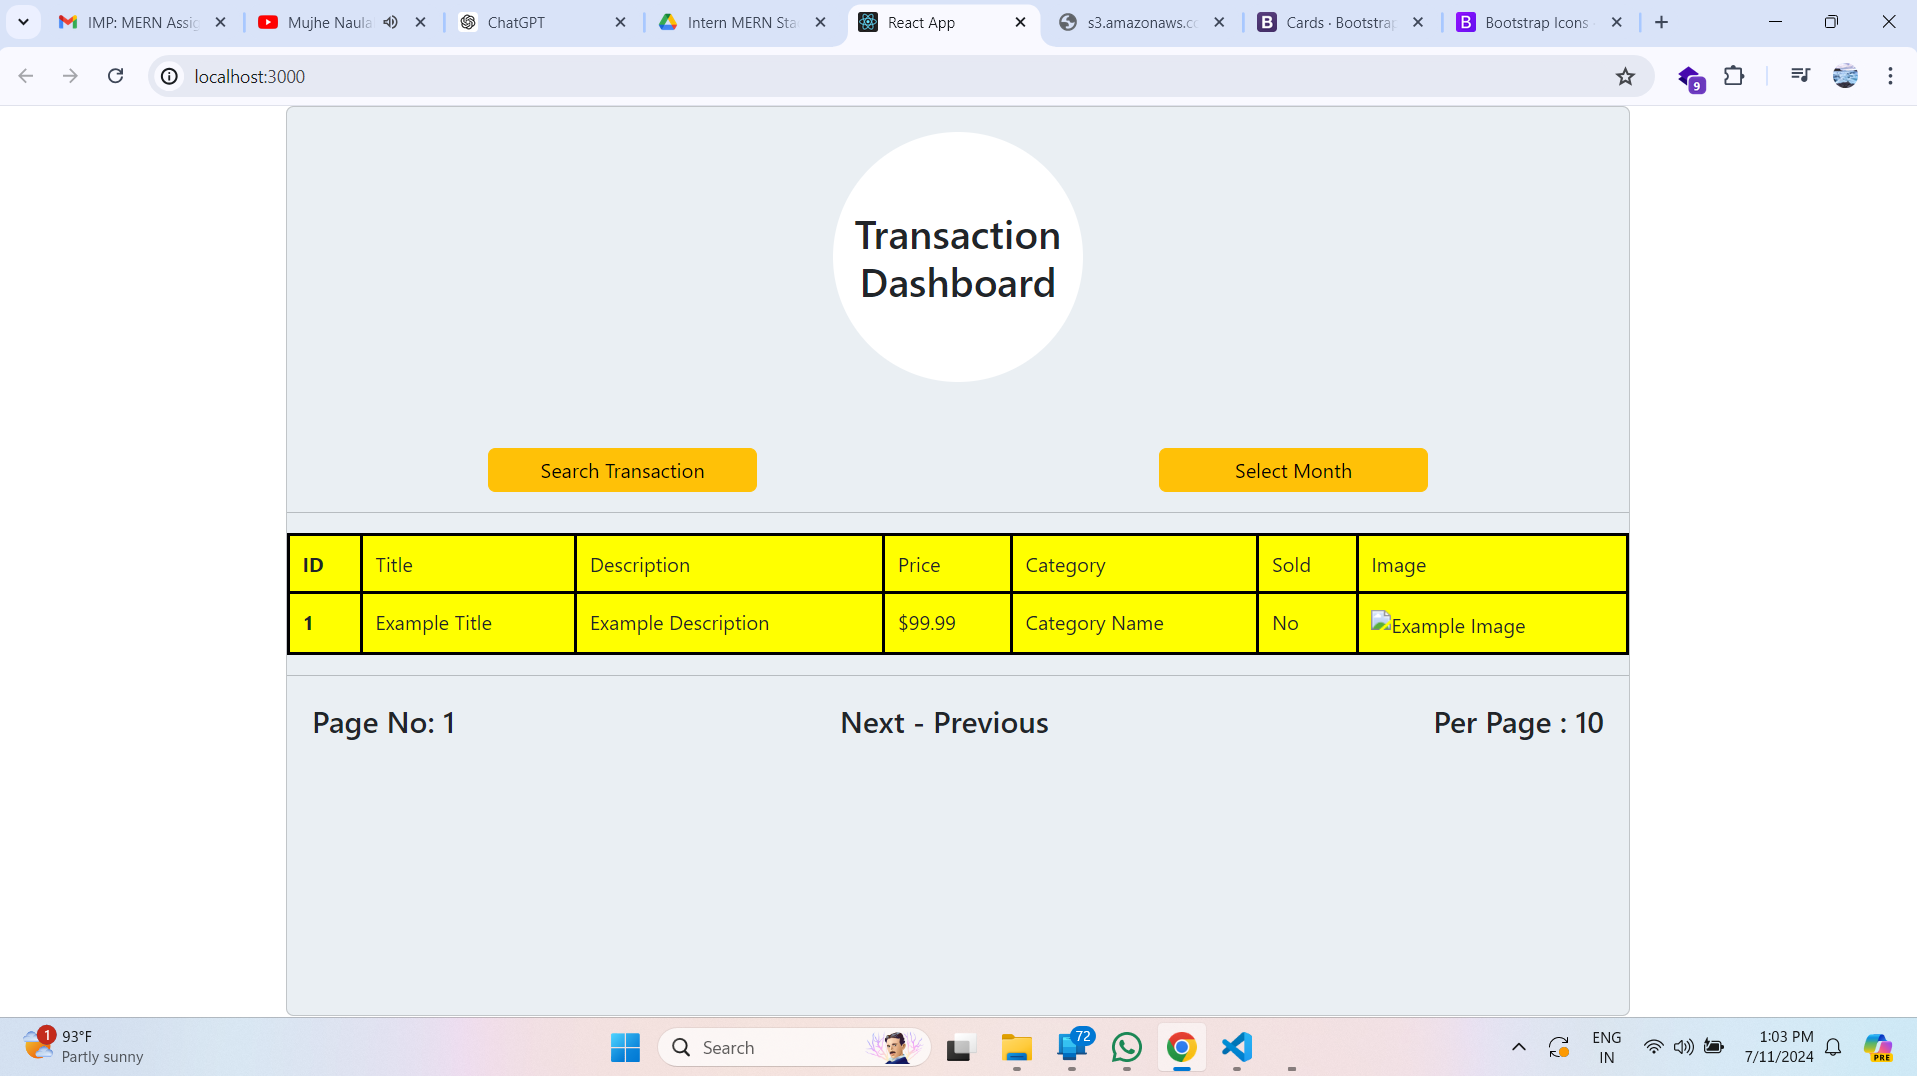 IMP: MERN Assig
Mujhe Naula
ChatGPT
Intern MERN Sta
React App
s3.amazonaws.co
Cards · Bootstrap
Bootstrap Icons
localhost:3000
9
Transaction
Dashboard
Search Transaction
Select Month
ID Title Description Price Category Sold Image
1 Example Title Example Description $99.99 Category Name No Example Image
Page No: 1
Next - Previous
Per Page : 10
1
93°F
Partly sunny
Search
72
ENG
IN
1:03 PM
7/11/2024
PRE